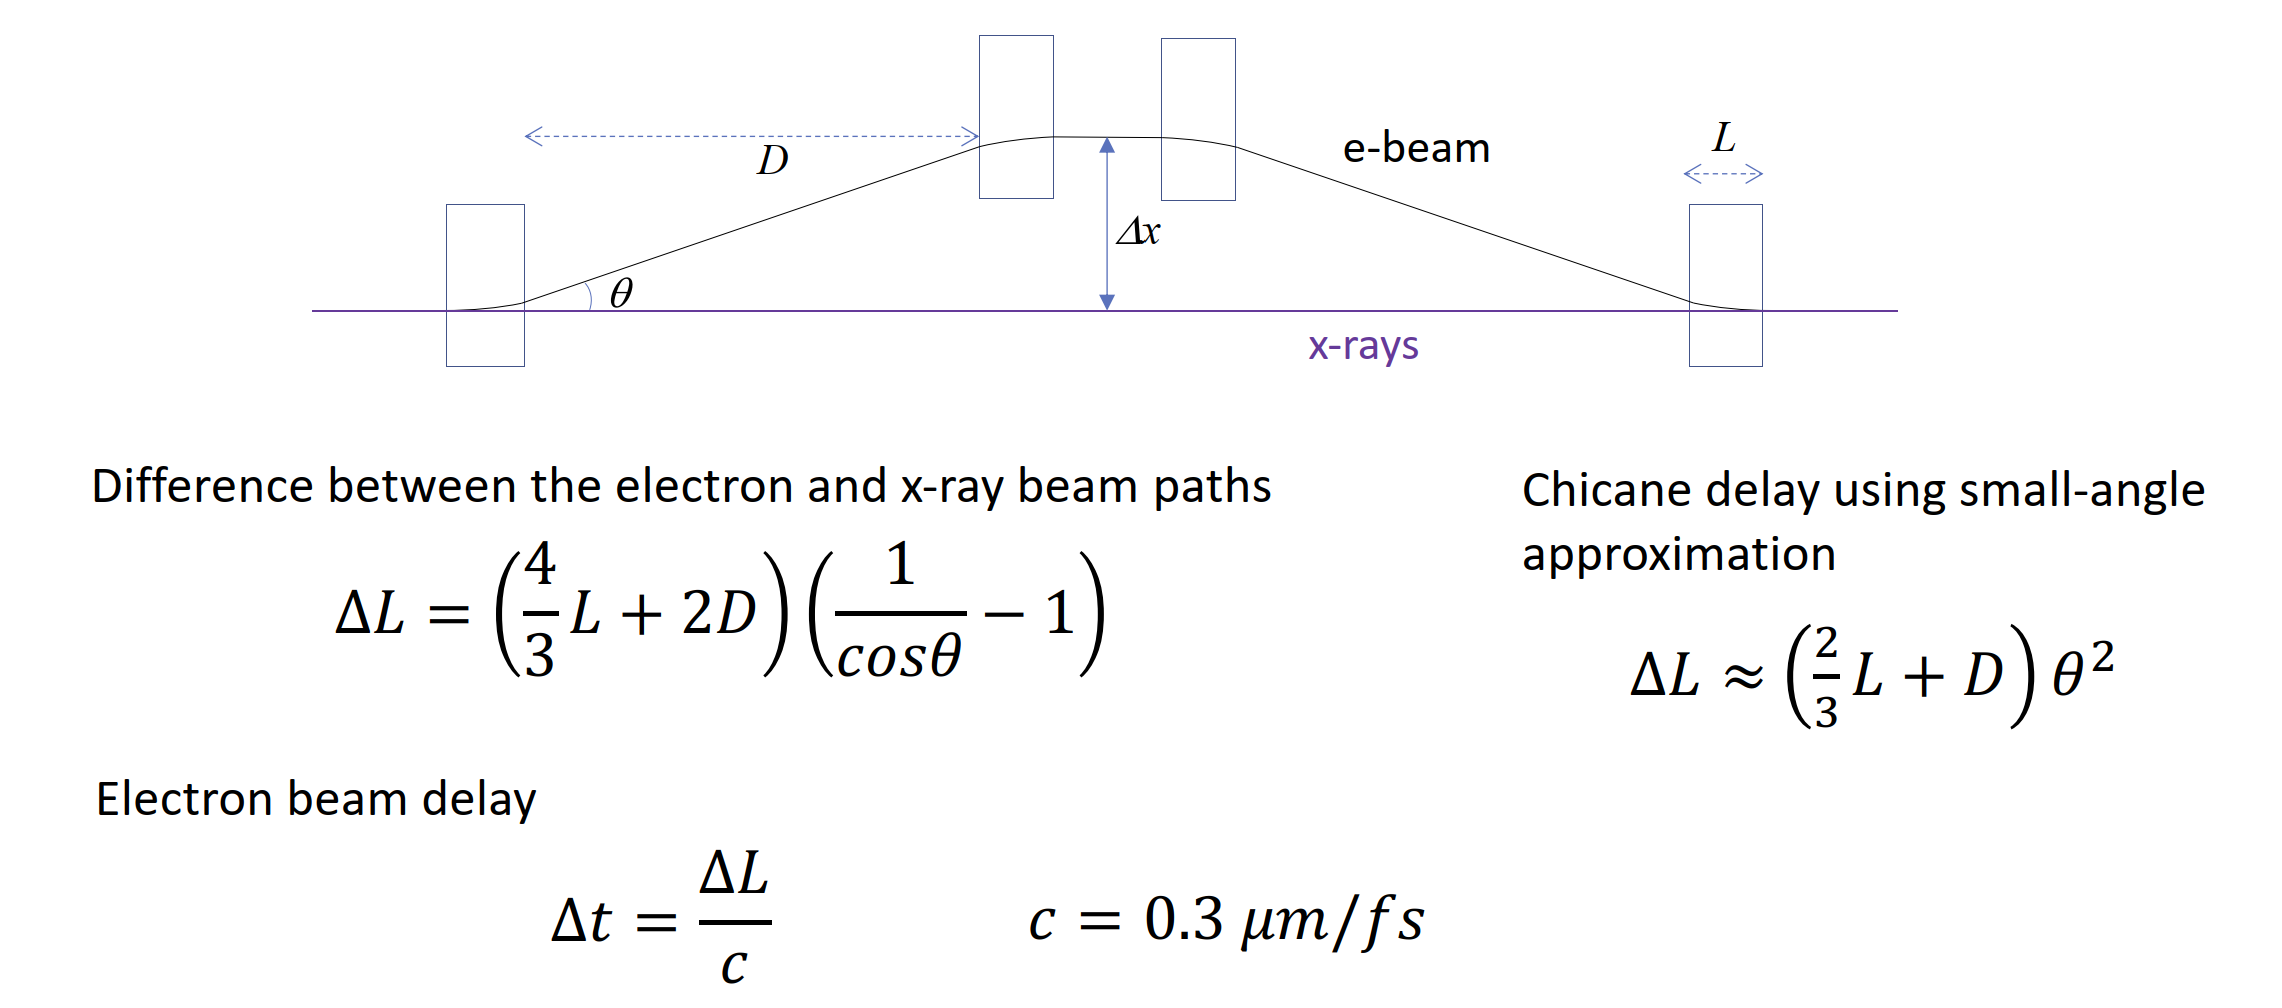 L
D
e-beam
Δx
θ
x-rays
Difference between the electron and x-ray beam paths
ΔL = (4/3 L + 2D) (1/cosθ − 1)
Chicane delay using small-angle
approximation
ΔL ≈ (2/3 L + D) θ²
Electron beam delay
Δt = ΔL/c
c = 0.3 μm/fs